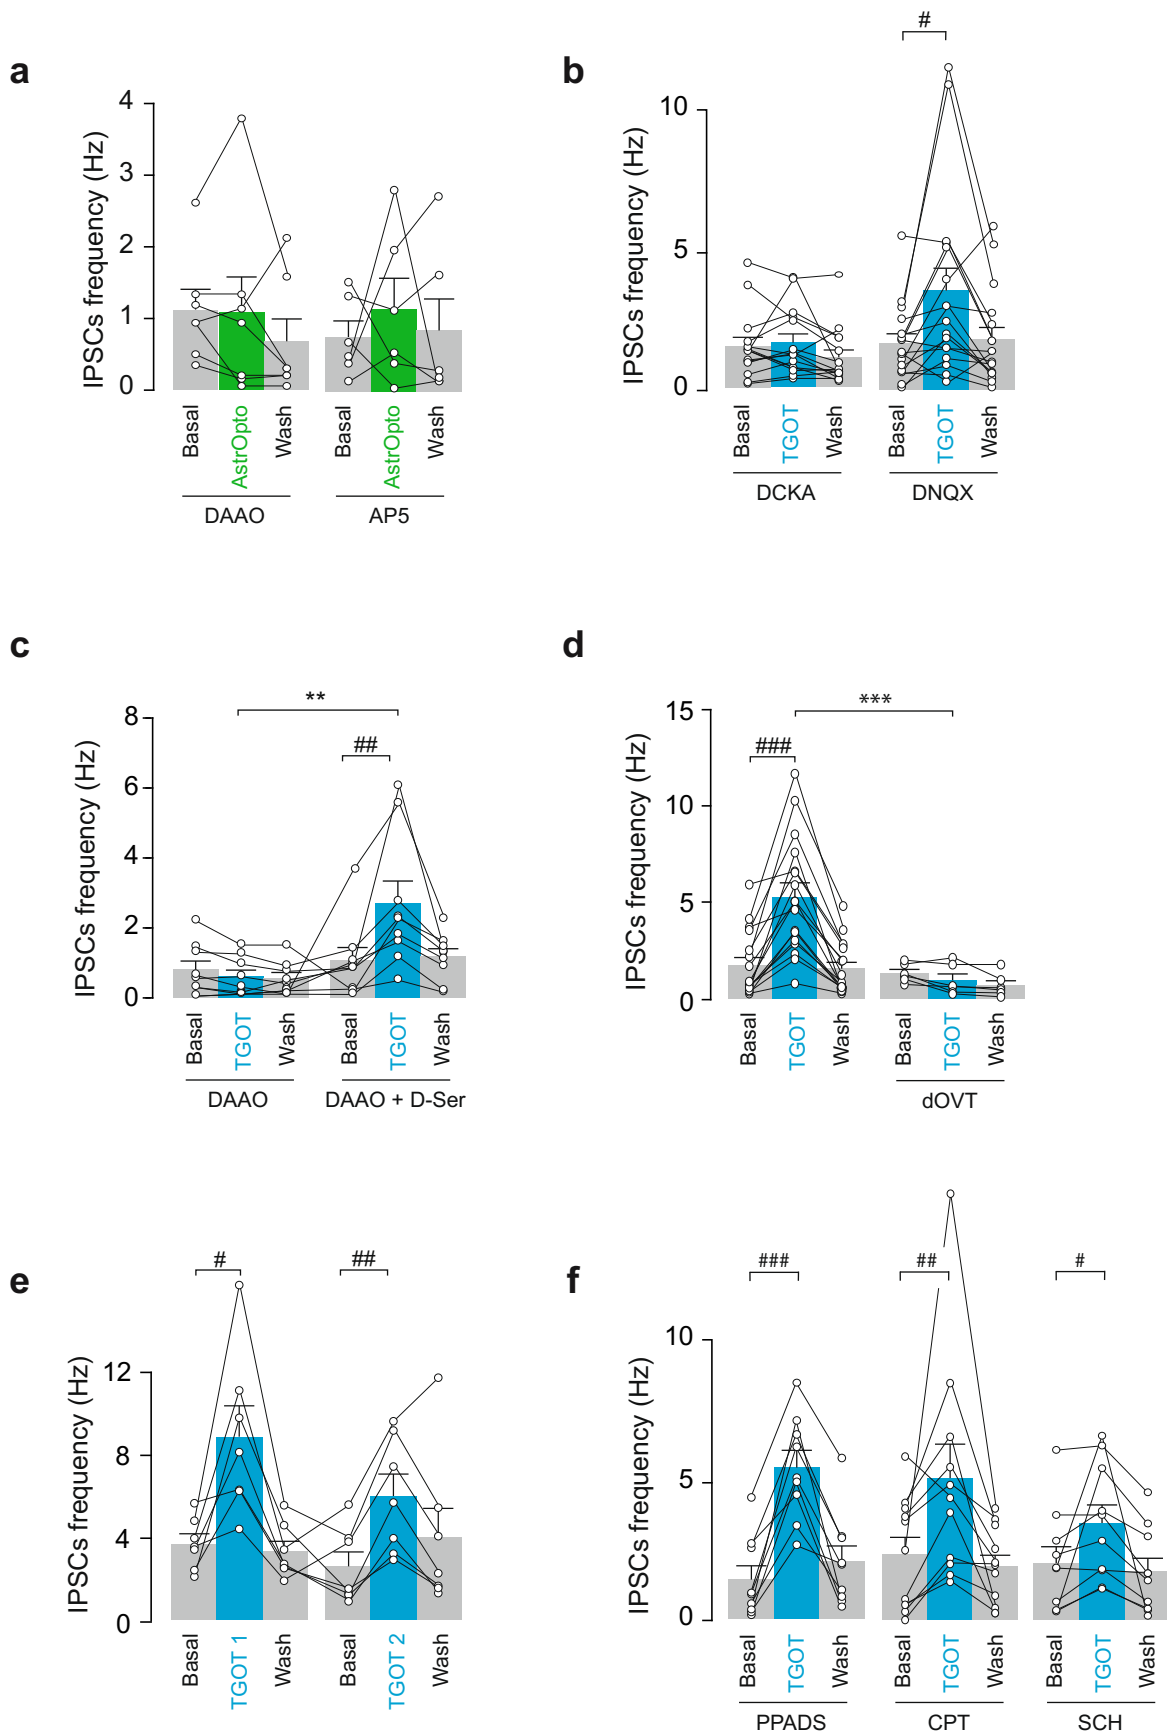 a
IPSCs frequency (Hz)
4
3
2
1
0
Basal
AstrOpto
Wash
Basal
AstrOpto
Wash
DAAO
AP5
b
#
IPSCs frequency (Hz)
10
5
0
Basal
TGOT
Wash
Basal
TGOT
Wash
DCKA
DNQX
c
**
##
IPSCs frequency (Hz)
8
6
4
2
0
Basal
TGOT
Wash
Basal
TGOT
Wash
DAAO
DAAO + D-Ser
d
***
###
IPSCs frequency (Hz)
15
10
5
0
Basal
TGOT
Wash
Basal
TGOT
Wash
dOVT
e
#
##
IPSCs frequency (Hz)
12
8
4
0
Basal
TGOT 1
Wash
Basal
TGOT 2
Wash
f
###
##
#
IPSCs frequency (Hz)
10
5
0
Basal
TGOT
Wash
Basal
TGOT
Wash
Basal
TGOT
Wash
PPADS
CPT
SCH